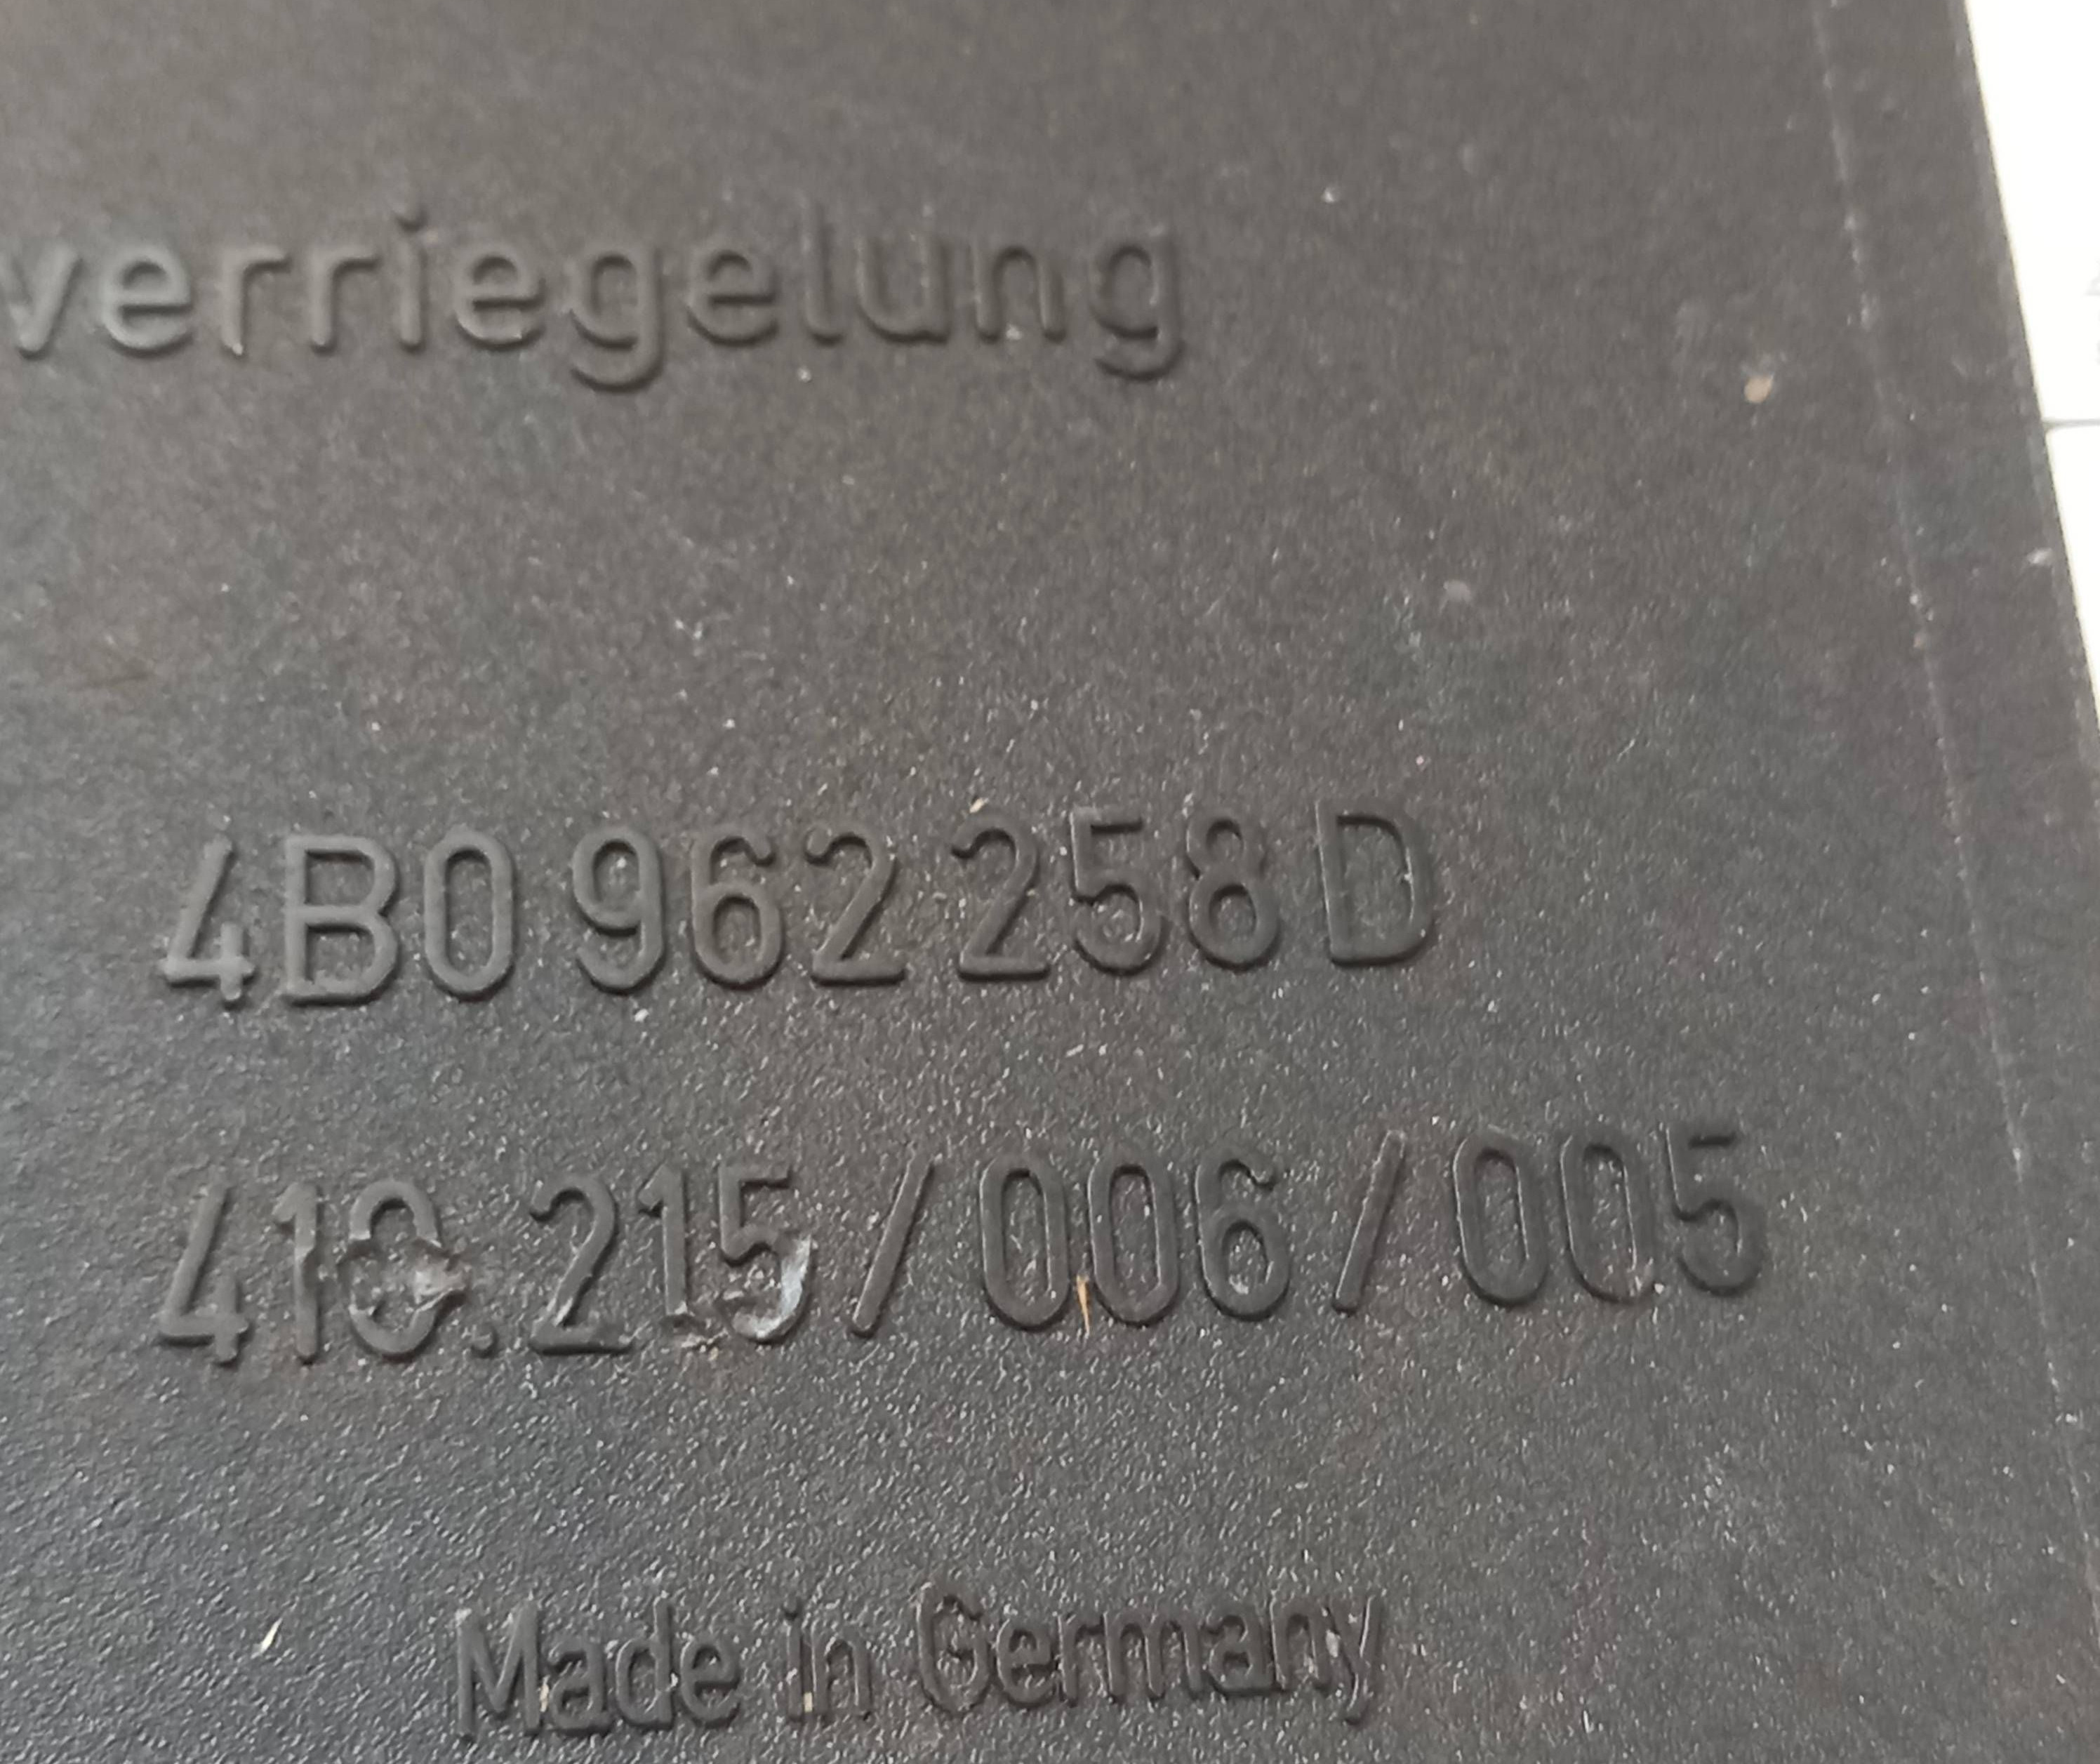 verriegelung
4B0 962 258 D
410.215/006/005
Made in Germany